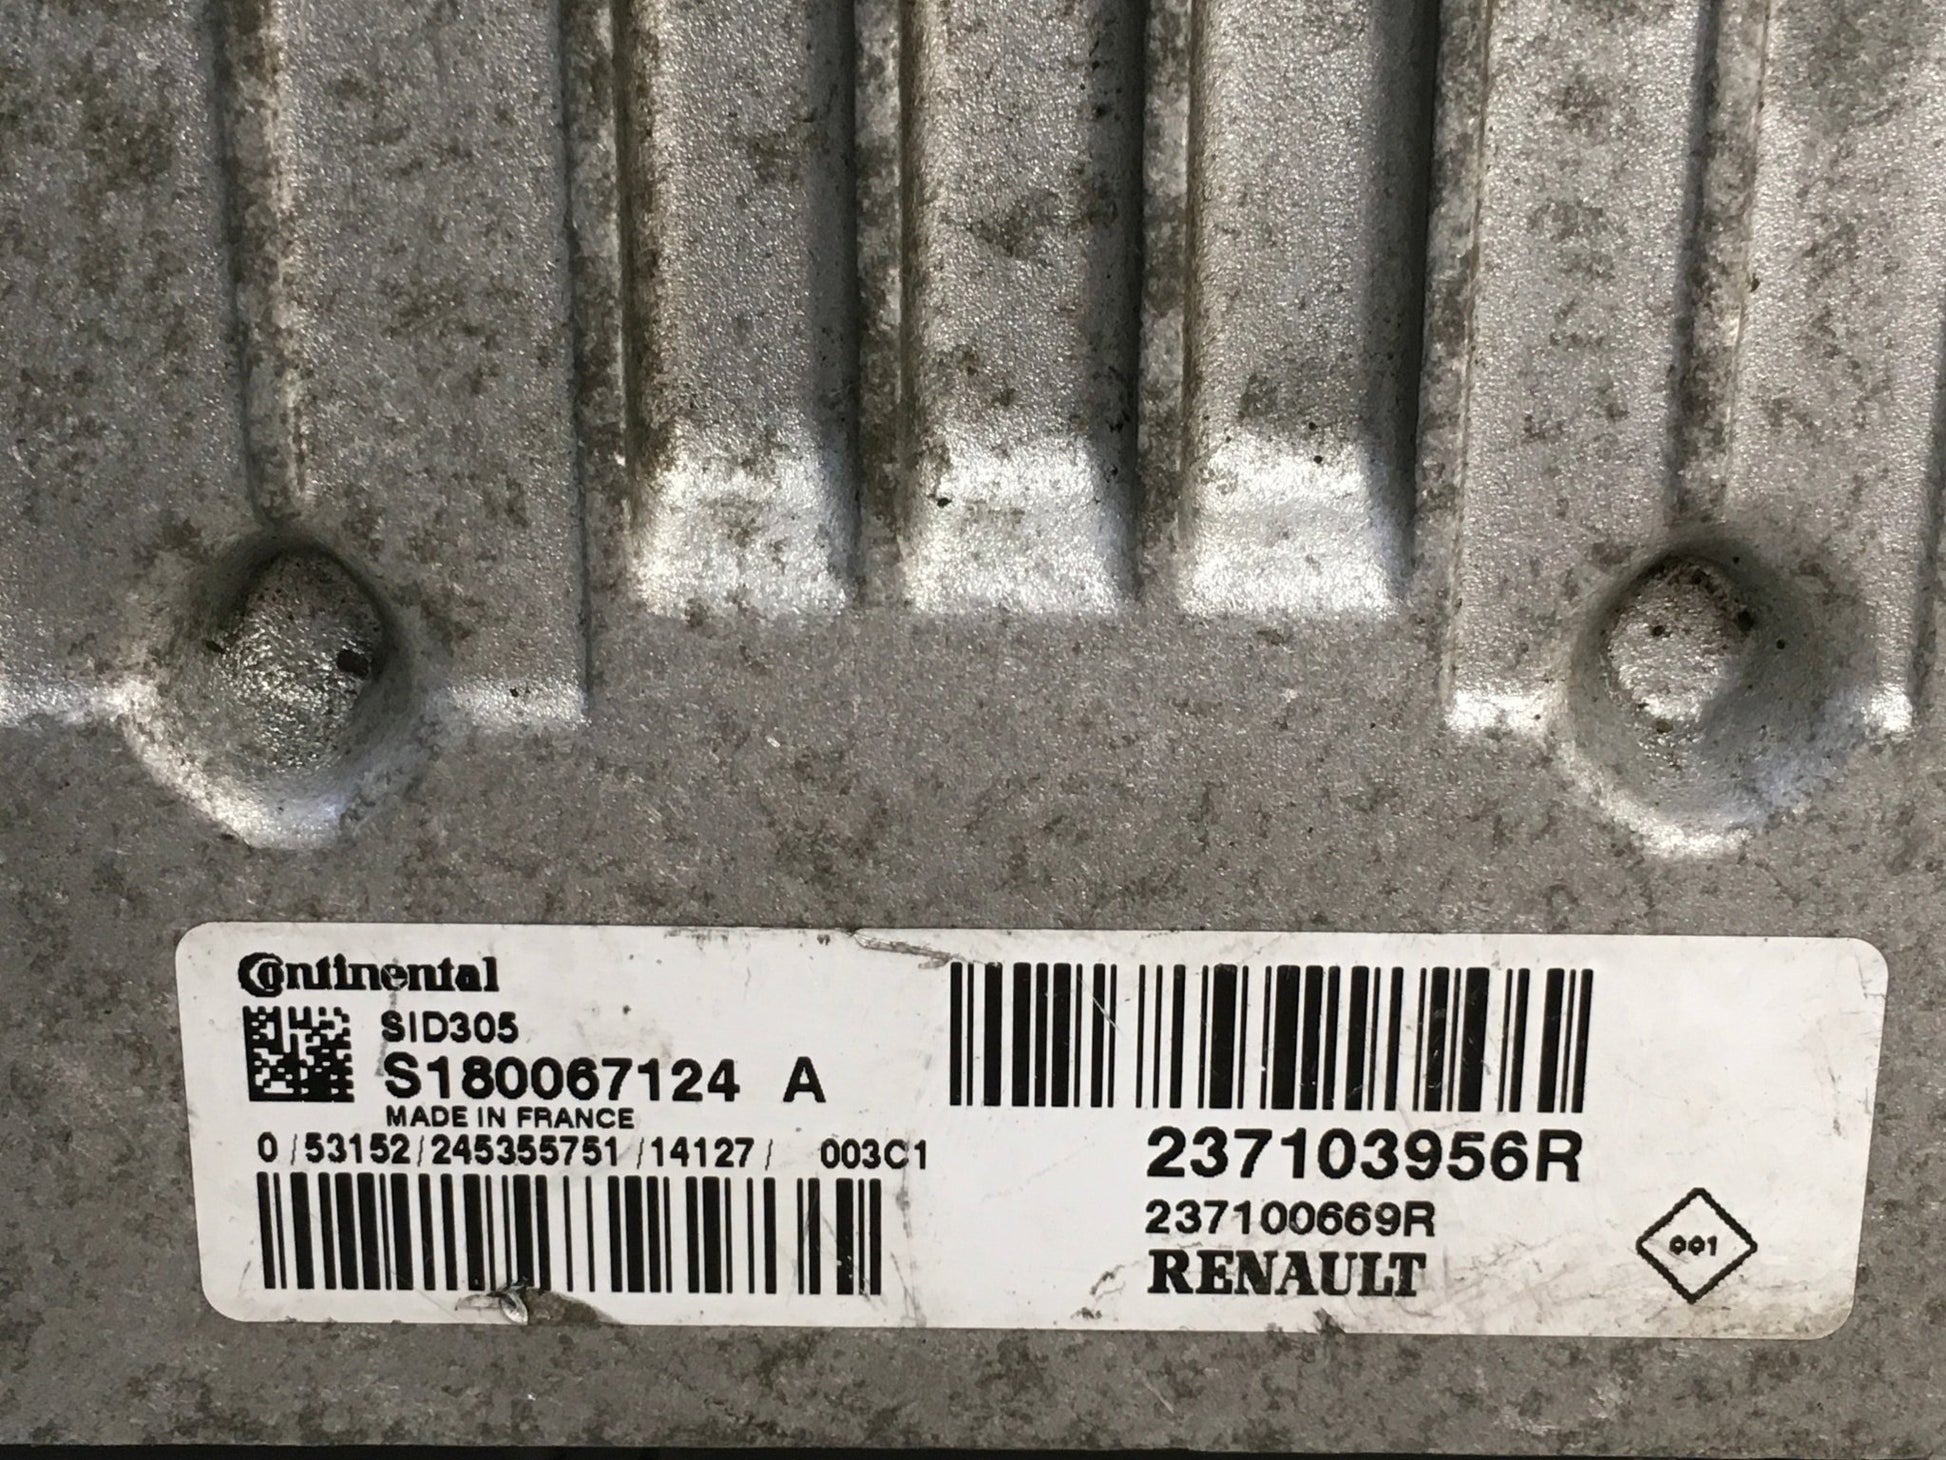 Continental
SID305
S180067124 A
MADE IN FRANCE
0/53152/245355751/14127/ 003C1
237103956R
237100669R
RENAULT
001